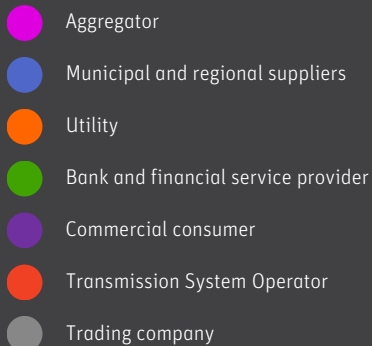 Aggregator
Municipal and regional suppliers
Utility
Bank and financial service provider
Commercial consumer
Transmission System Operator
Trading company